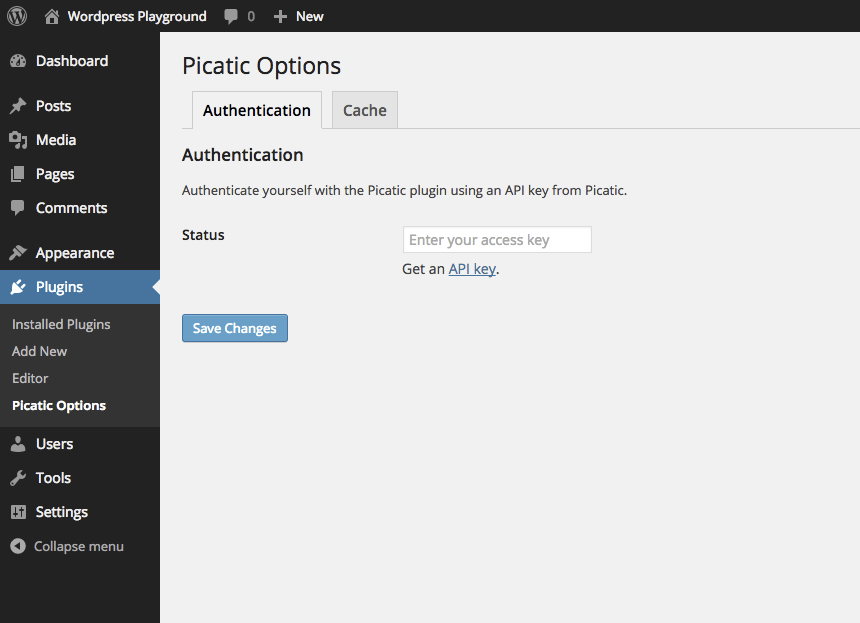 Wordpress Playground 0 New
Dashboard
Posts
Media
Pages
Comments
Appearance
Plugins
Installed Plugins
Add New
Editor
Picatic Options
Users
Tools
Settings
Collapse menu
Picatic Options
Authentication Cache
Authentication
Authenticate yourself with the Picatic plugin using an API key from Picatic.
Status Enter your access key
Get an API key.
Save Changes